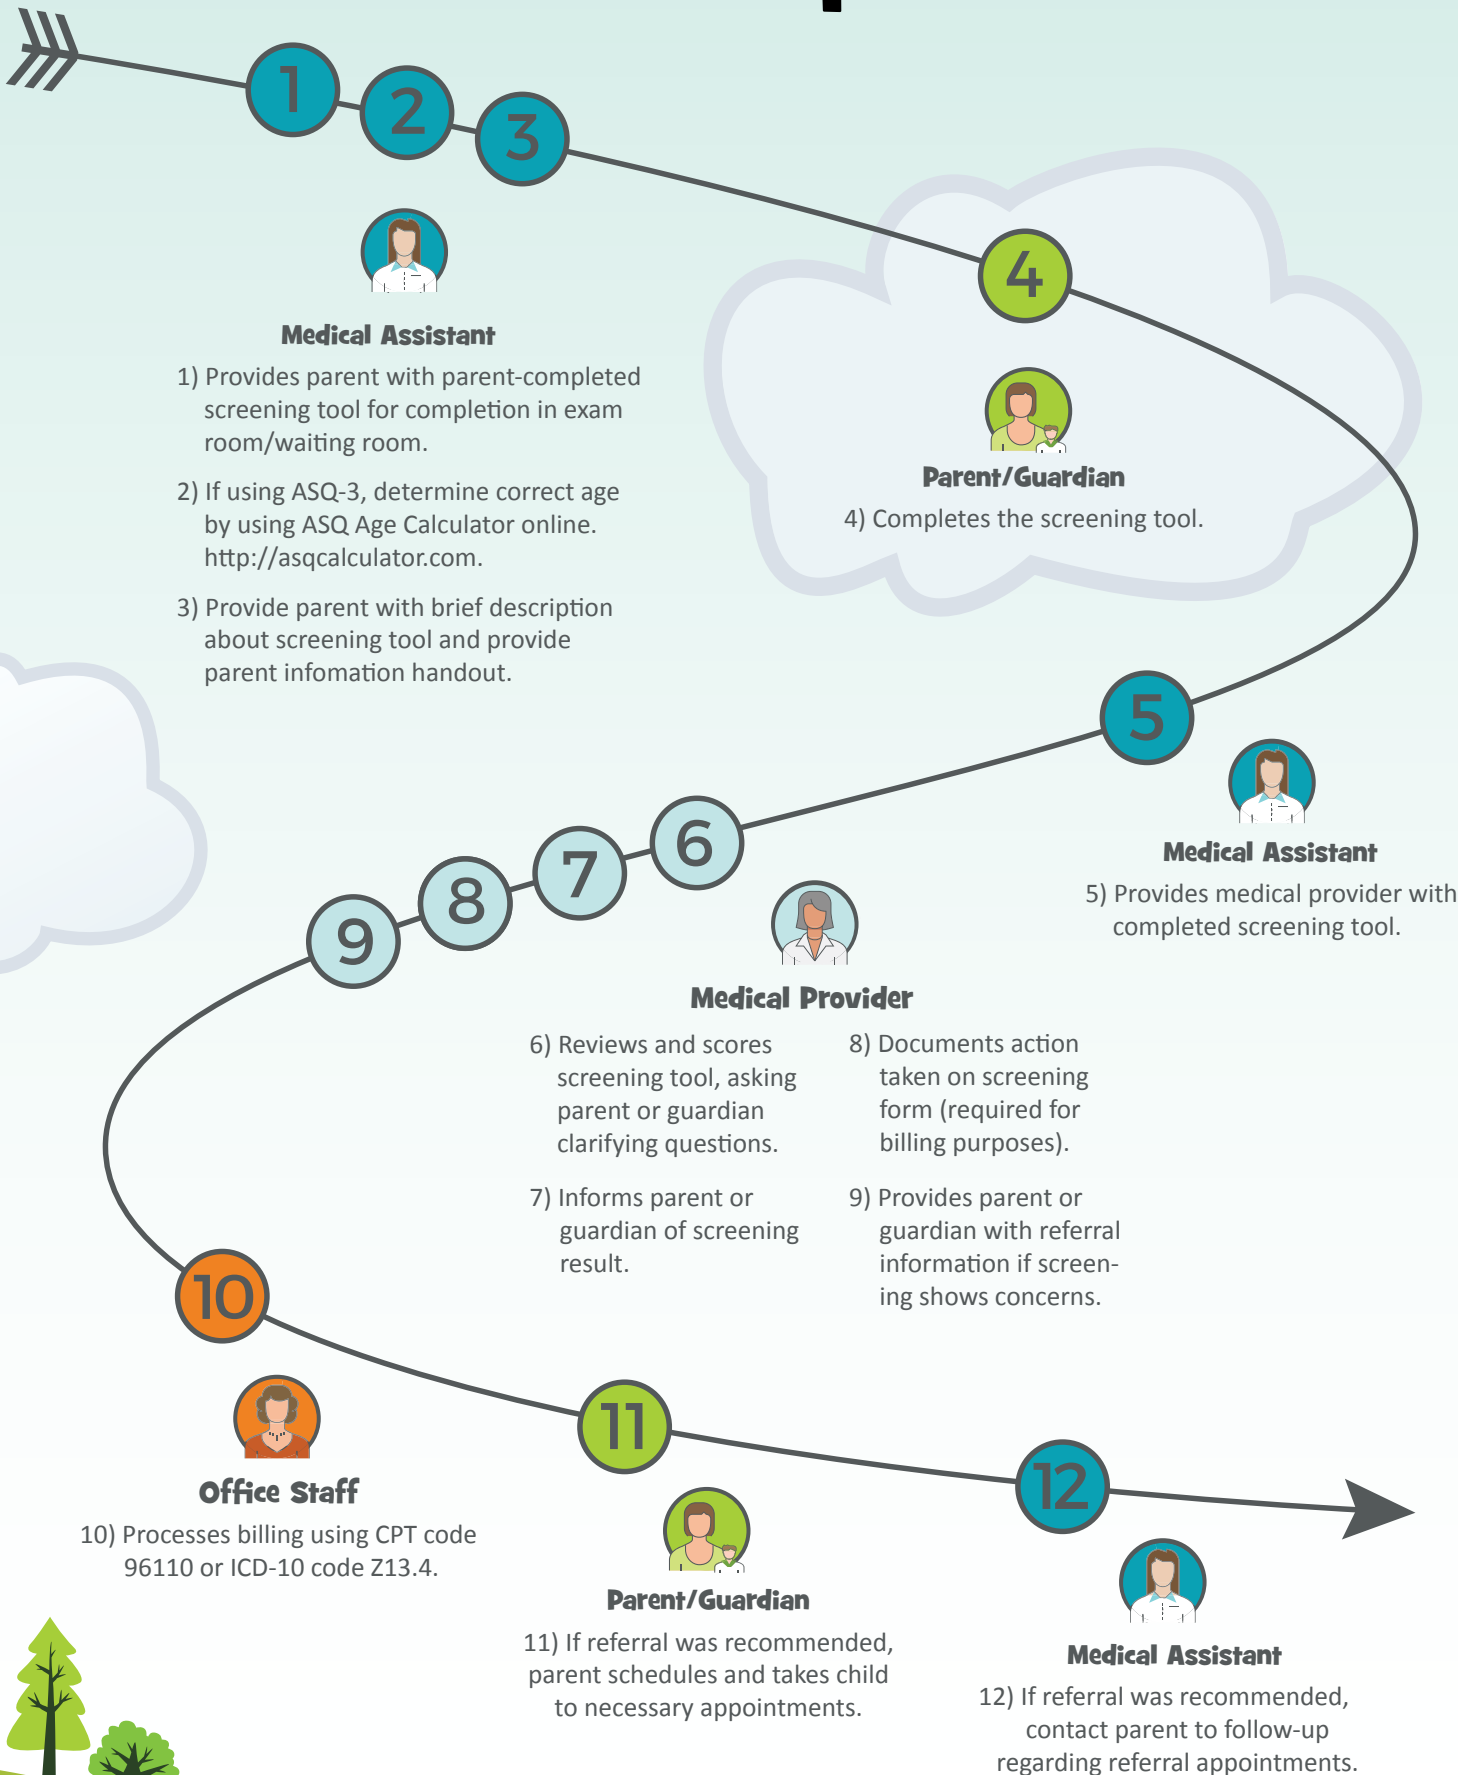 1
2
3
4
Medical Assistant
1) Provides parent with parent-completed
screening tool for completion in exam
room/waiting room.
2) If using ASQ-3, determine correct age
by using ASQ Age Calculator online.
http://asqcalculator.com.
3) Provide parent with brief description
about screening tool and provide
parent infomation handout.
Parent/Guardian
4) Completes the screening tool.
5
Medical Assistant
5) Provides medical provider with
completed screening tool.
6
7
8
9
Medical Provider
6) Reviews and scores
screening tool, asking
parent or guardian
clarifying questions.
7) Informs parent or
guardian of screening
result.
8) Documents action
taken on screening
form (required for
billing purposes).
9) Provides parent or
guardian with referral
information if screen-
ing shows concerns.
10
Office Staff
10) Processes billing using CPT code
96110 or ICD-10 code Z13.4.
11
Parent/Guardian
11) If referral was recommended,
parent schedules and takes child
to necessary appointments.
12
Medical Assistant
12) If referral was recommended,
contact parent to follow-up
regarding referral appointments.